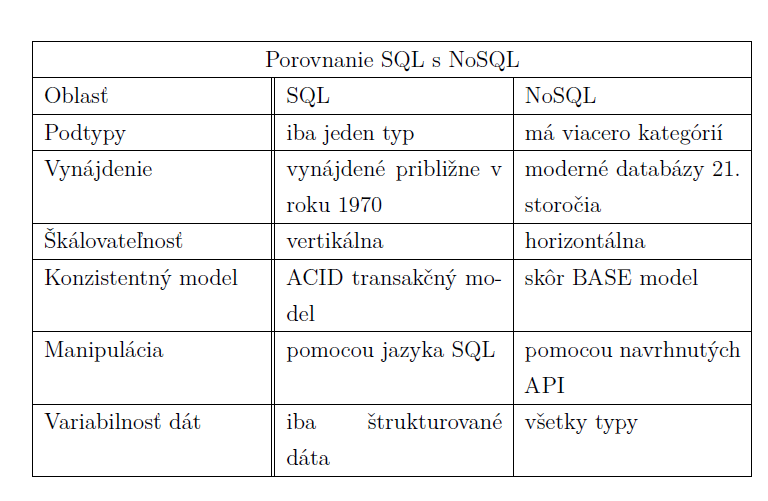 Porovnanie SQL s NoSQL
Oblasť SQL NoSQL
Podtypy iba jeden typ má viacero kategórií
Vynájdenie vynájdené približne v moderné databázy 21.
roku 1970 storočia
Škálovateľnosť vertikálna horizontálna
Konzistentný model ACID transakčný mo- skôr BASE model
del
Manipulácia pomocou jazyka SQL pomocou navrhnutých
API
Variabilnosť dát iba štrukturované všetky typy
dáta